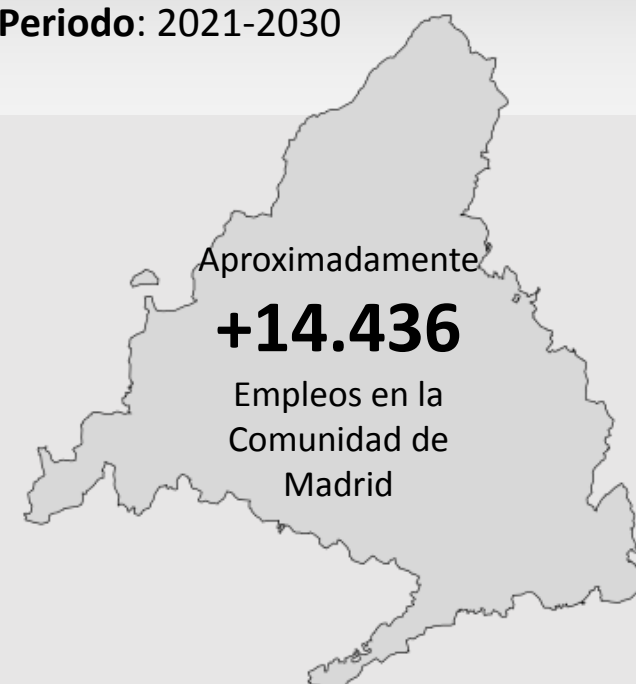 Periodo: 2021-2030
Aproximadamente
+14.436
Empleos en la
Comunidad de
Madrid